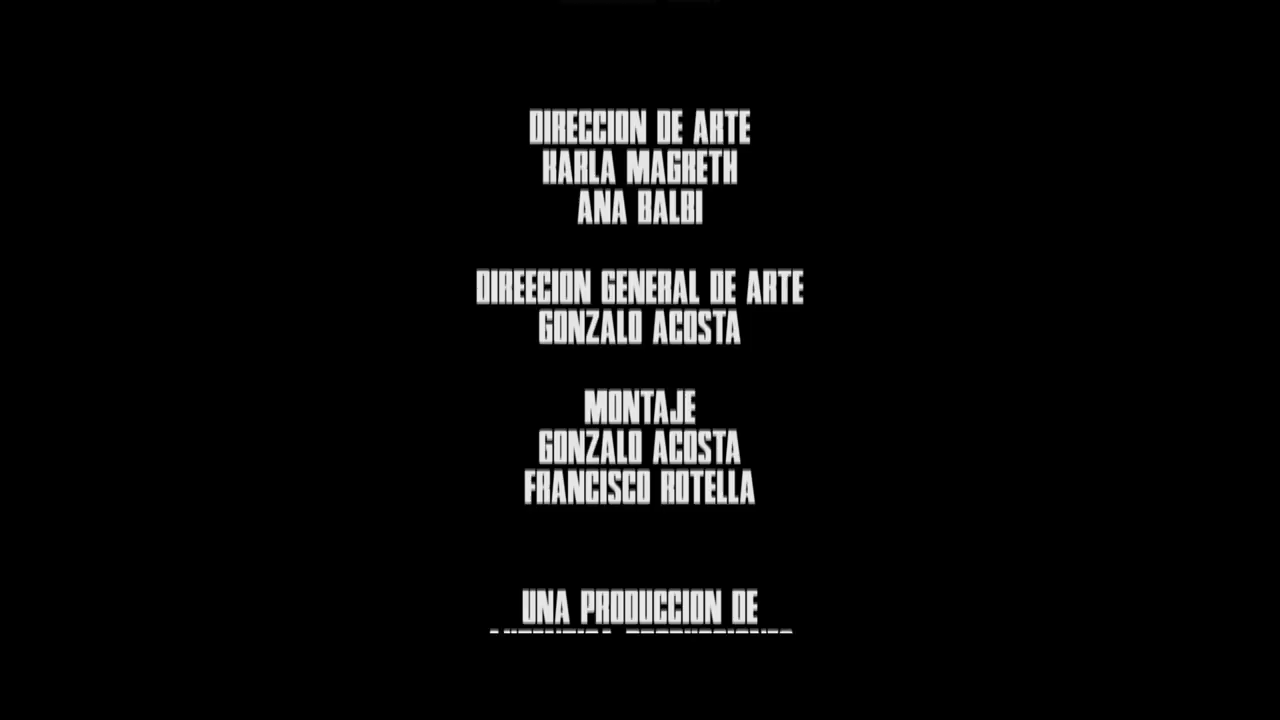 DIRECCION DE ARTE
KARLA MAGRETH
ANA BALBI
DIREECION GENERAL DE ARTE
GONZALO ACOSTA
MONTAJE
GONZALO ACOSTA
FRANCISCO ROTELLA
UNA PRODUCCION DE